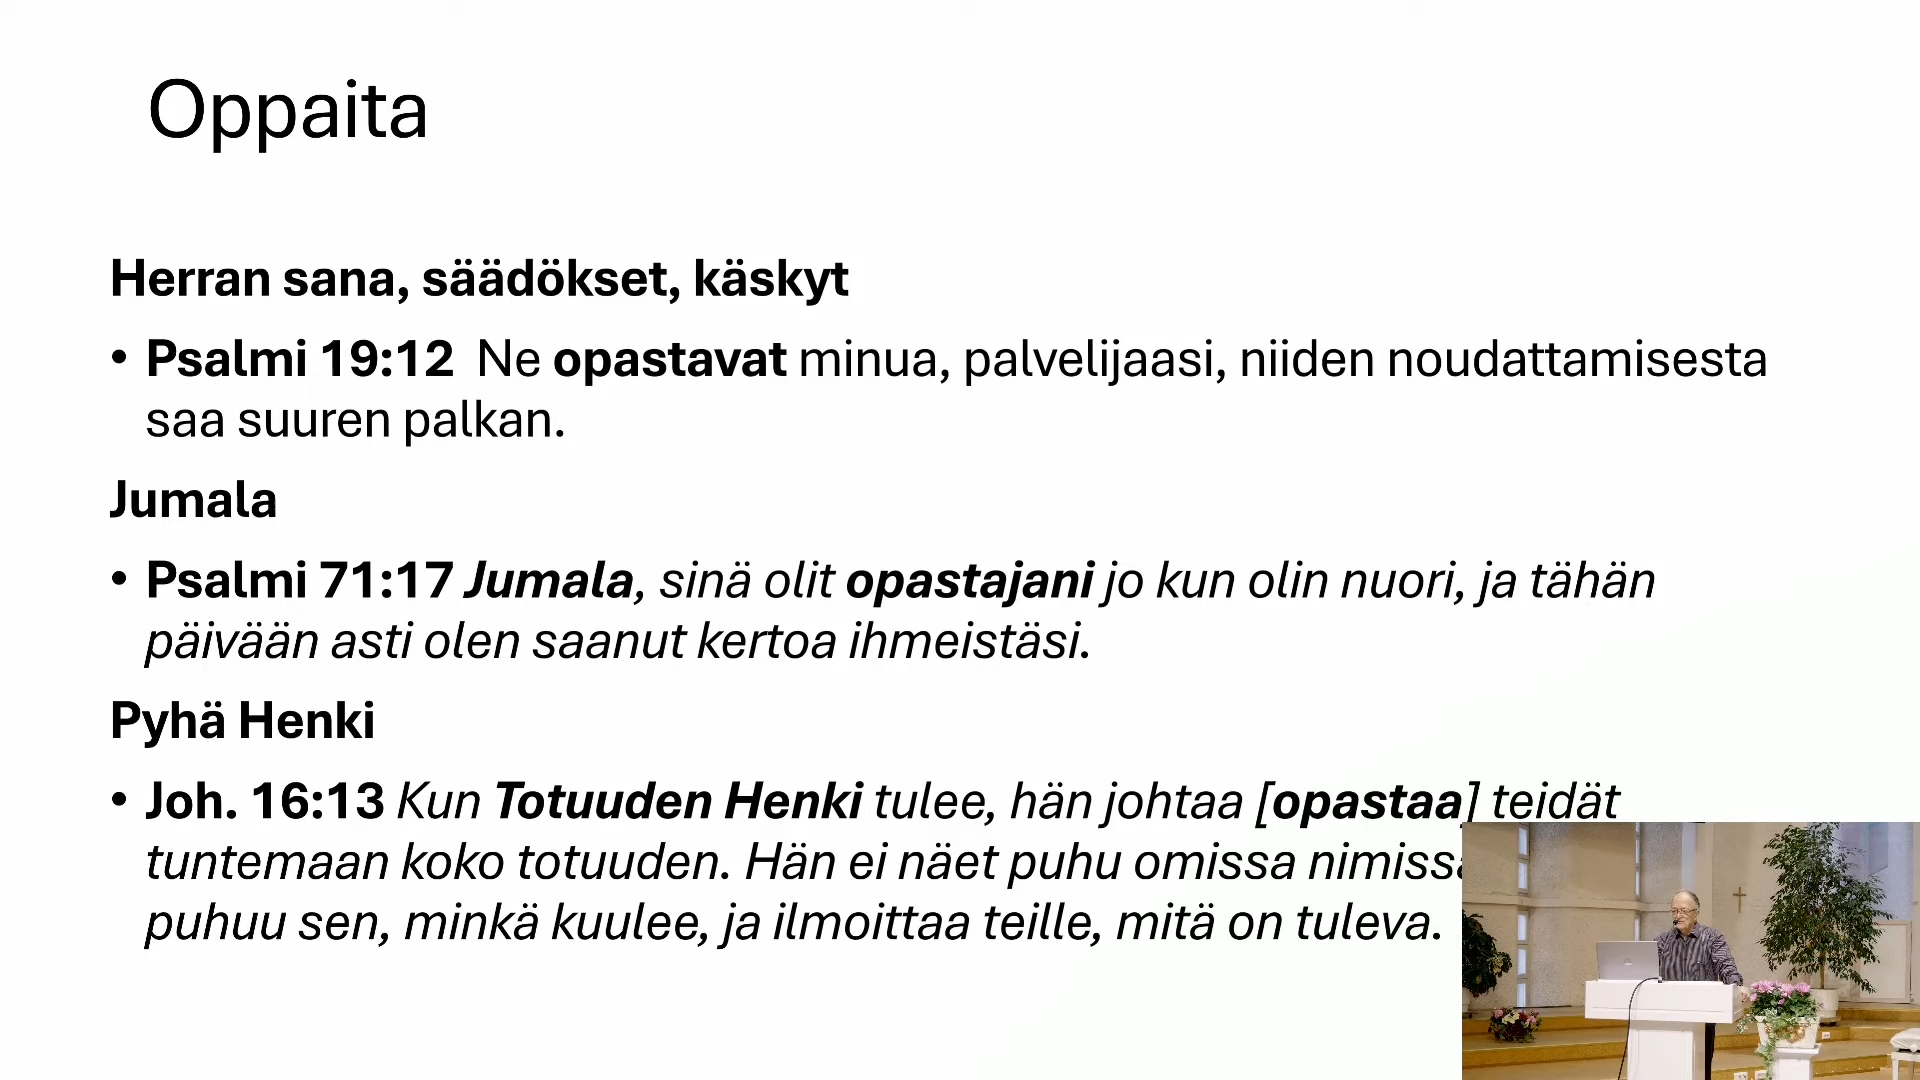 Oppaita
Herran sana, säädökset, käskyt
• Psalmi 19:12 Ne opastavat minua, palvelijaasi, niiden noudattamisesta
saa suuren palkan.
Jumala
• Psalmi 71:17 Jumala, sinä olit opastajani jo kun olin nuori, ja tähän
päivään asti olen saanut kertoa ihmeistäsi.
Pyhä Henki
• Joh. 16:13 Kun Totuuden Henki tulee, hän johtaa [opastaa] teidät
tuntemaan koko totuuden. Hän ei näet puhu omissa
puhuu sen, minkä kuulee, ja ilmoittaa teille, mitä on tuleva.